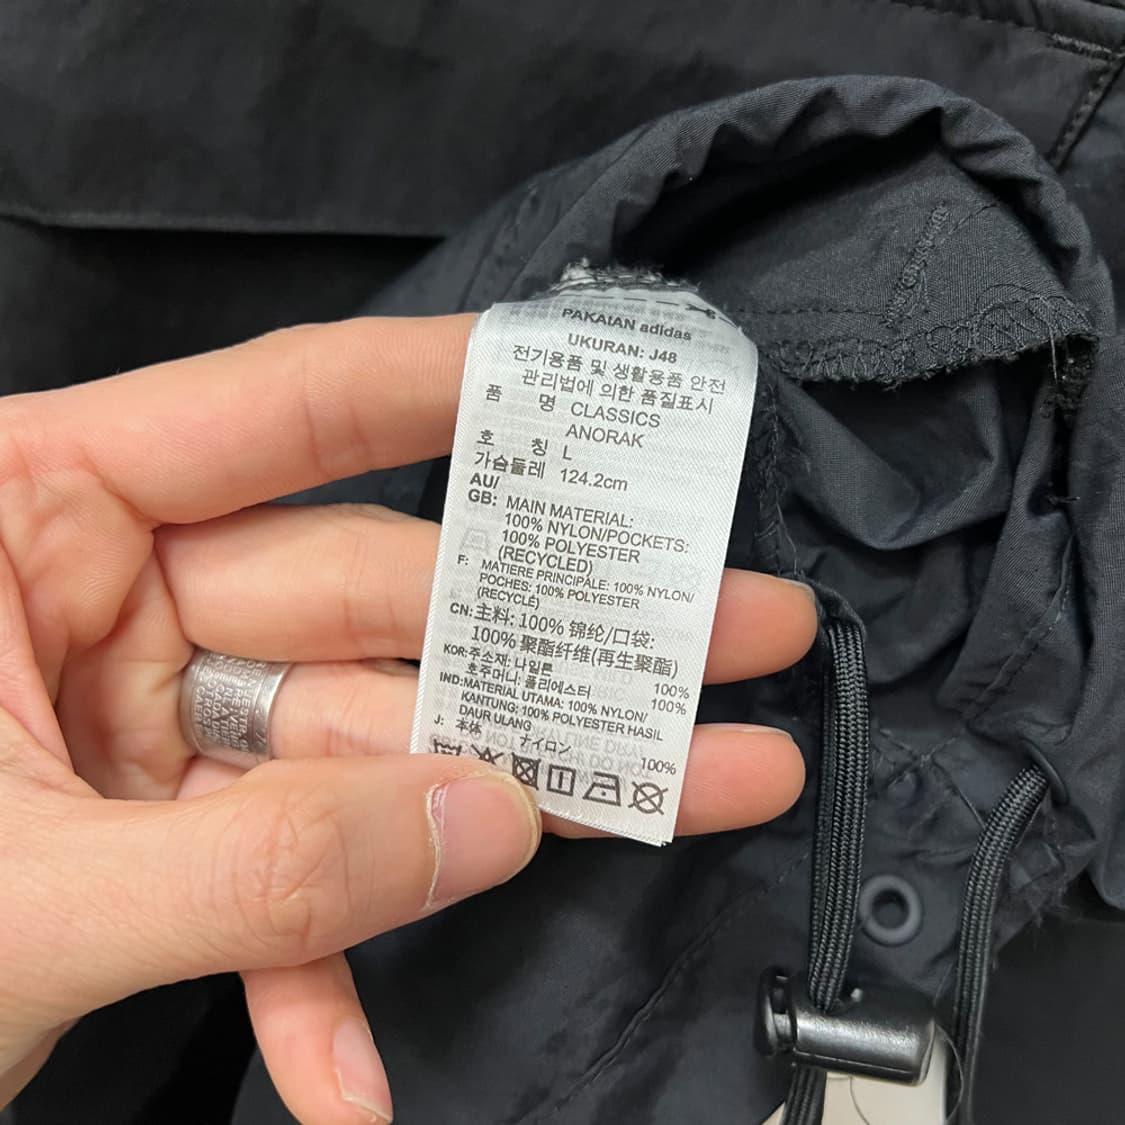 PAKAIAN adidas
UKURAN: J48
전기용품 및 생활용품 안전
관리법에 의한 품질표시
품 명 CLASSICS
ANORAK
호 칭 L
가슴둘레 124.2cm
AU/
GB: MAIN MATERIAL:
100% NYLON/POCKETS:
100% POLYESTER
(RECYCLED)
F: MATIERE PRINCIPALE: 100% NYLON/
POCHES: 100% POLYESTER
(RECYCLÉ)
CN: 主料: 100% 锦纶/口袋:
100% 聚酯纤维(再生聚酯)
KOR: 주소재: 나일론 100%
호주머니: 폴리에스터 100%
IND: MATERIAL UTAMA: 100% NYLON/
KANTUNG: 100% POLYESTER HASIL
DAUR ULANG
J: 本体 ナイロン
100%